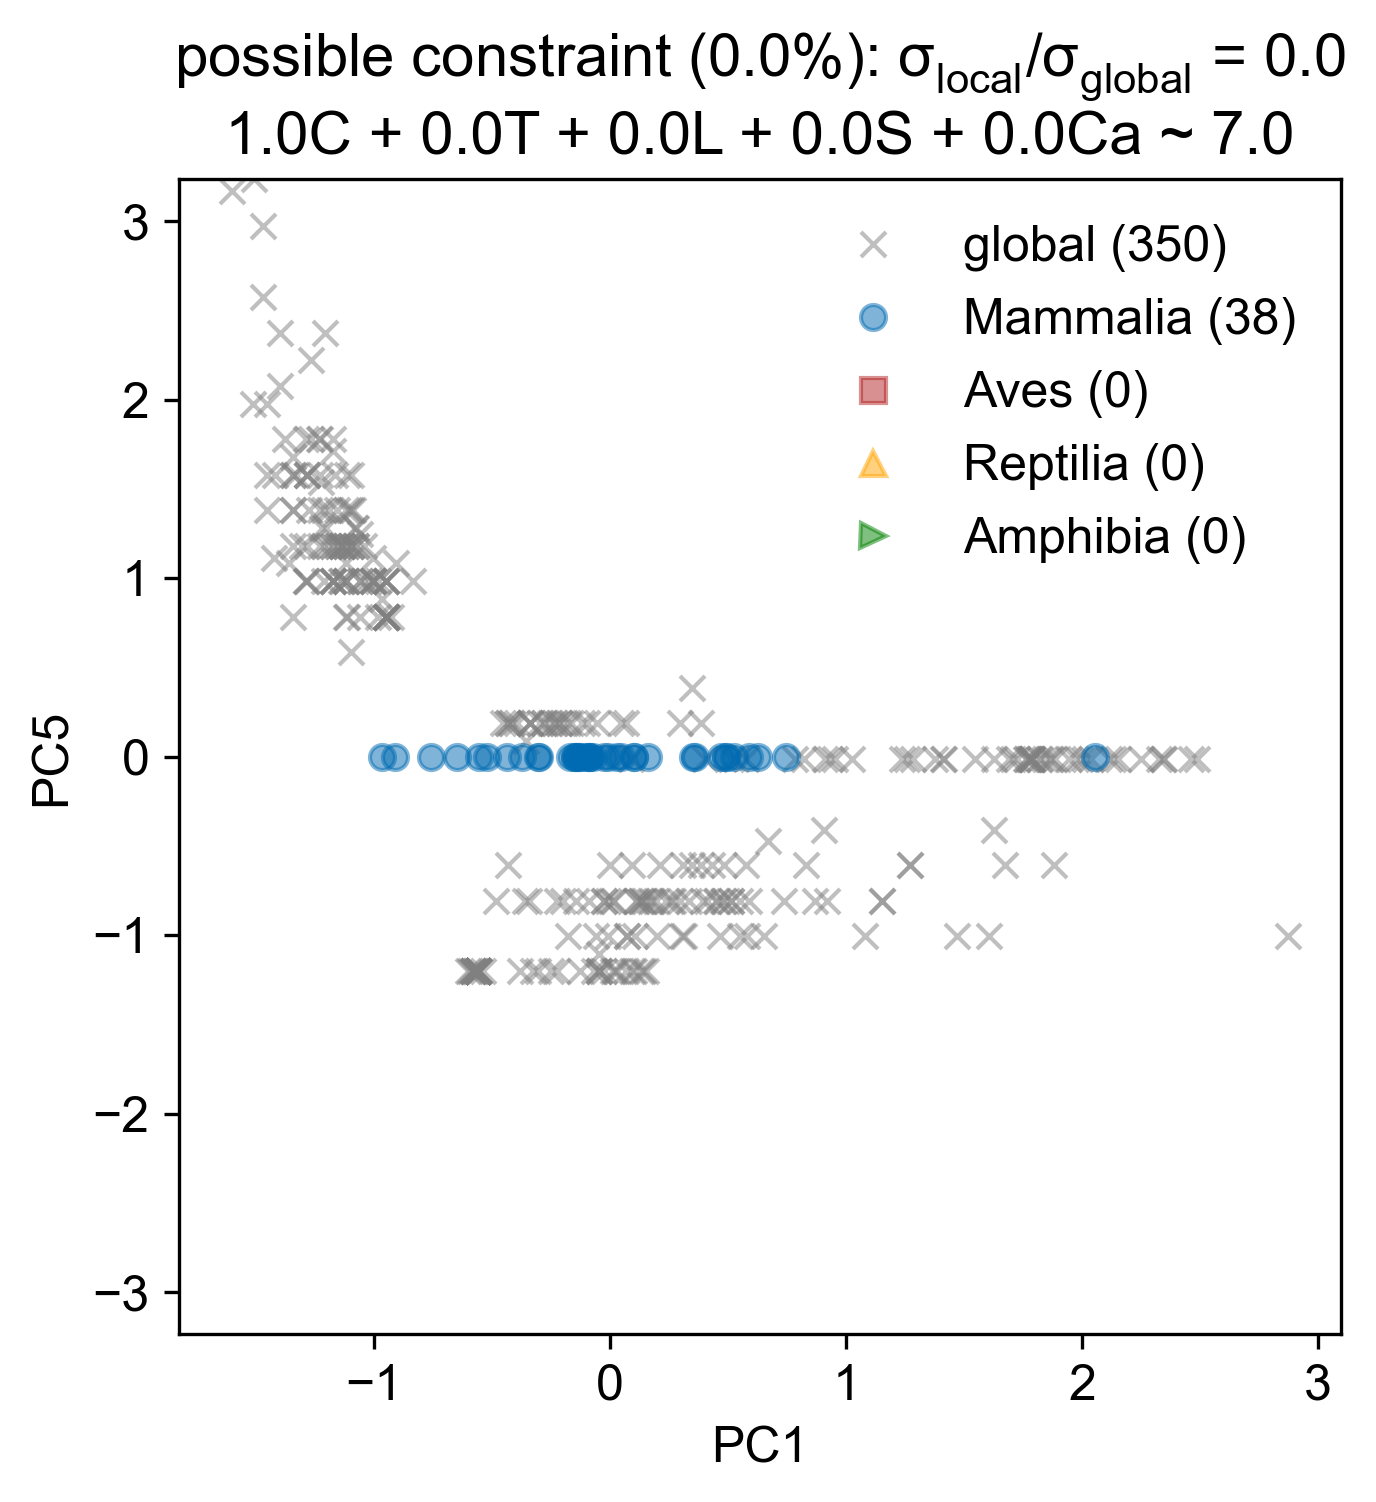 possible constraint (0.0%): σlocal/σglobal = 0.0
1.0C + 0.0T + 0.0L + 0.0S + 0.0Ca ~ 7.0
global (350)
Mammalia (38)
Aves (0)
Reptilia (0)
Amphibia (0)
3
2
1
0
−1
−2
−3
PC5
−1
0
1
2
3
PC1